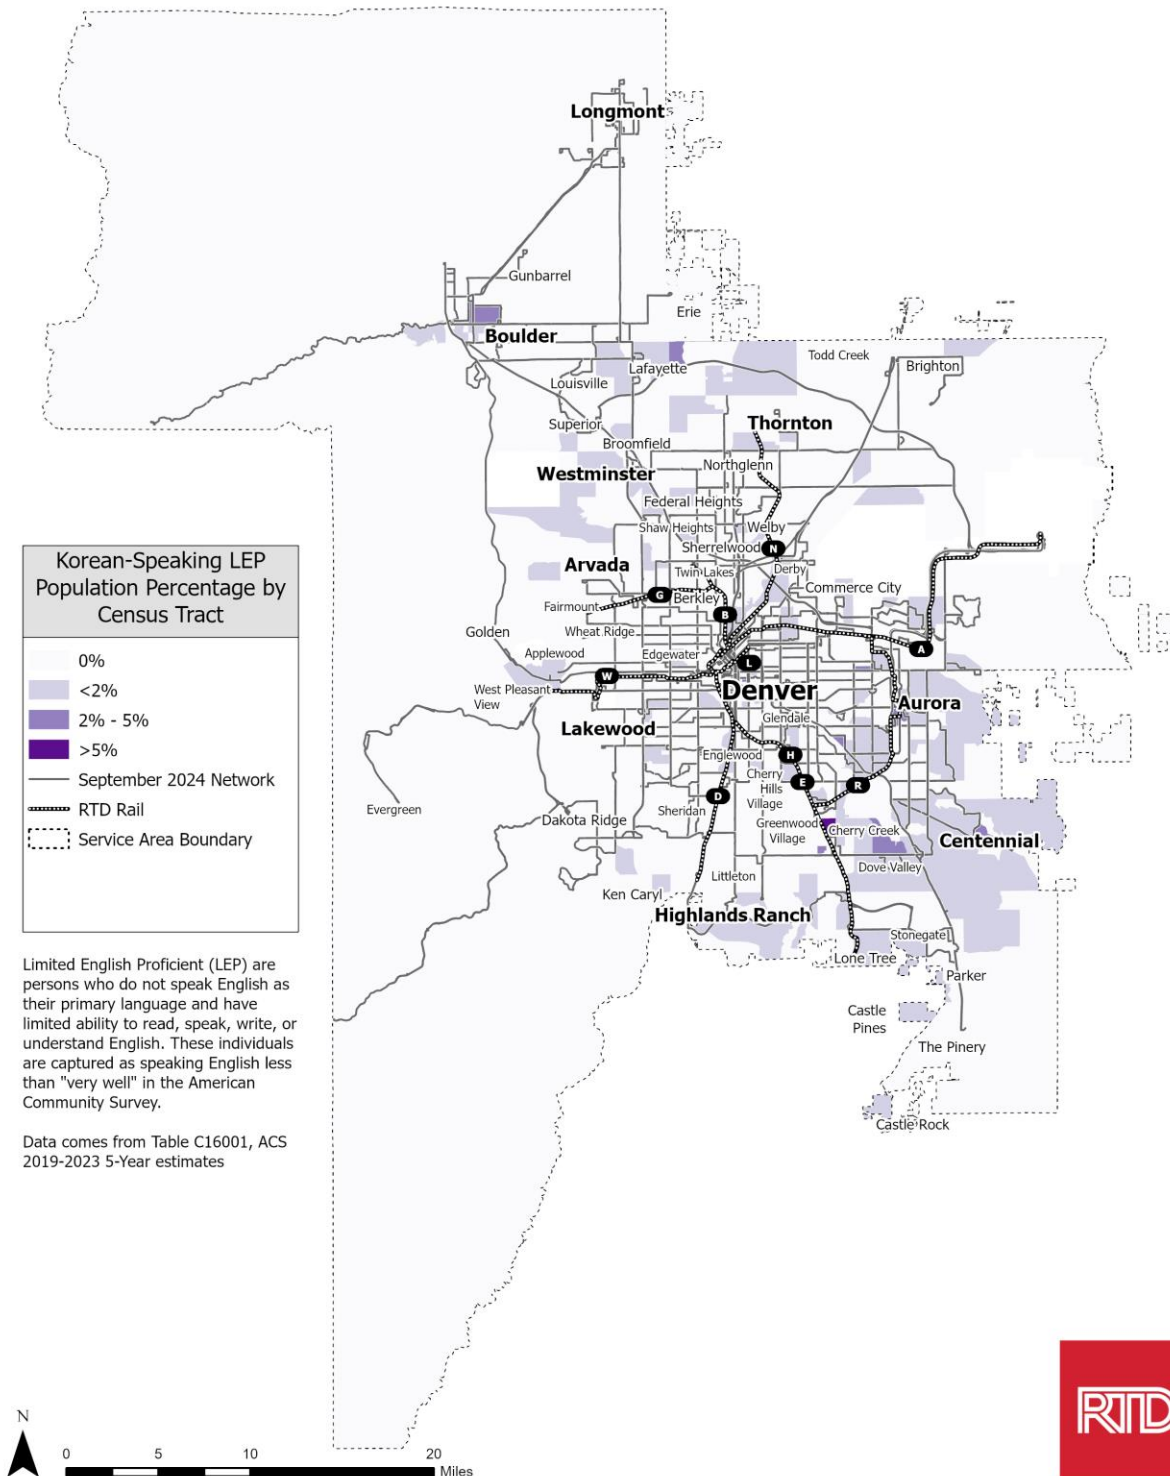 Longmont
Gunbarrel
Erie
Boulder
Todd Creek
Brighton
Lafayette
Louisville
Superior
Thornton
Broomfield
Northglenn
Westminster
Federal Heights
Shaw Heights
Welby
Sherrelwood
N
Arvada
Twin Lakes
Derby
Commerce City
G
Berkley
Fairmount
B
Wheat Ridge
Golden
Applewood
Edgewater
A
L
W
West Pleasant
View
Denver
Aurora
Glendale
Lakewood
Englewood
H
Cherry
Hills
Village
E
R
D
Evergreen
Dakota Ridge
Sheridan
Greenwood
Village
Cherry Creek
Centennial
Dove Valley
Littleton
Ken Caryl
Highlands Ranch
Stonegate
Lone Tree
Parker
Castle
Pines
The Pinery
Castle Rock
Korean-Speaking LEP
Population Percentage by
Census Tract
0%
<2%
2% - 5%
>5%
September 2024 Network
RTD Rail
Service Area Boundary
Limited English Proficient (LEP) are
persons who do not speak English as
their primary language and have
limited ability to read, speak, write, or
understand English. These individuals
are captured as speaking English less
than "very well" in the American
Community Survey.
Data comes from Table C16001, ACS
2019-2023 5-Year estimates
N
0 5 10 20
Miles
RTD